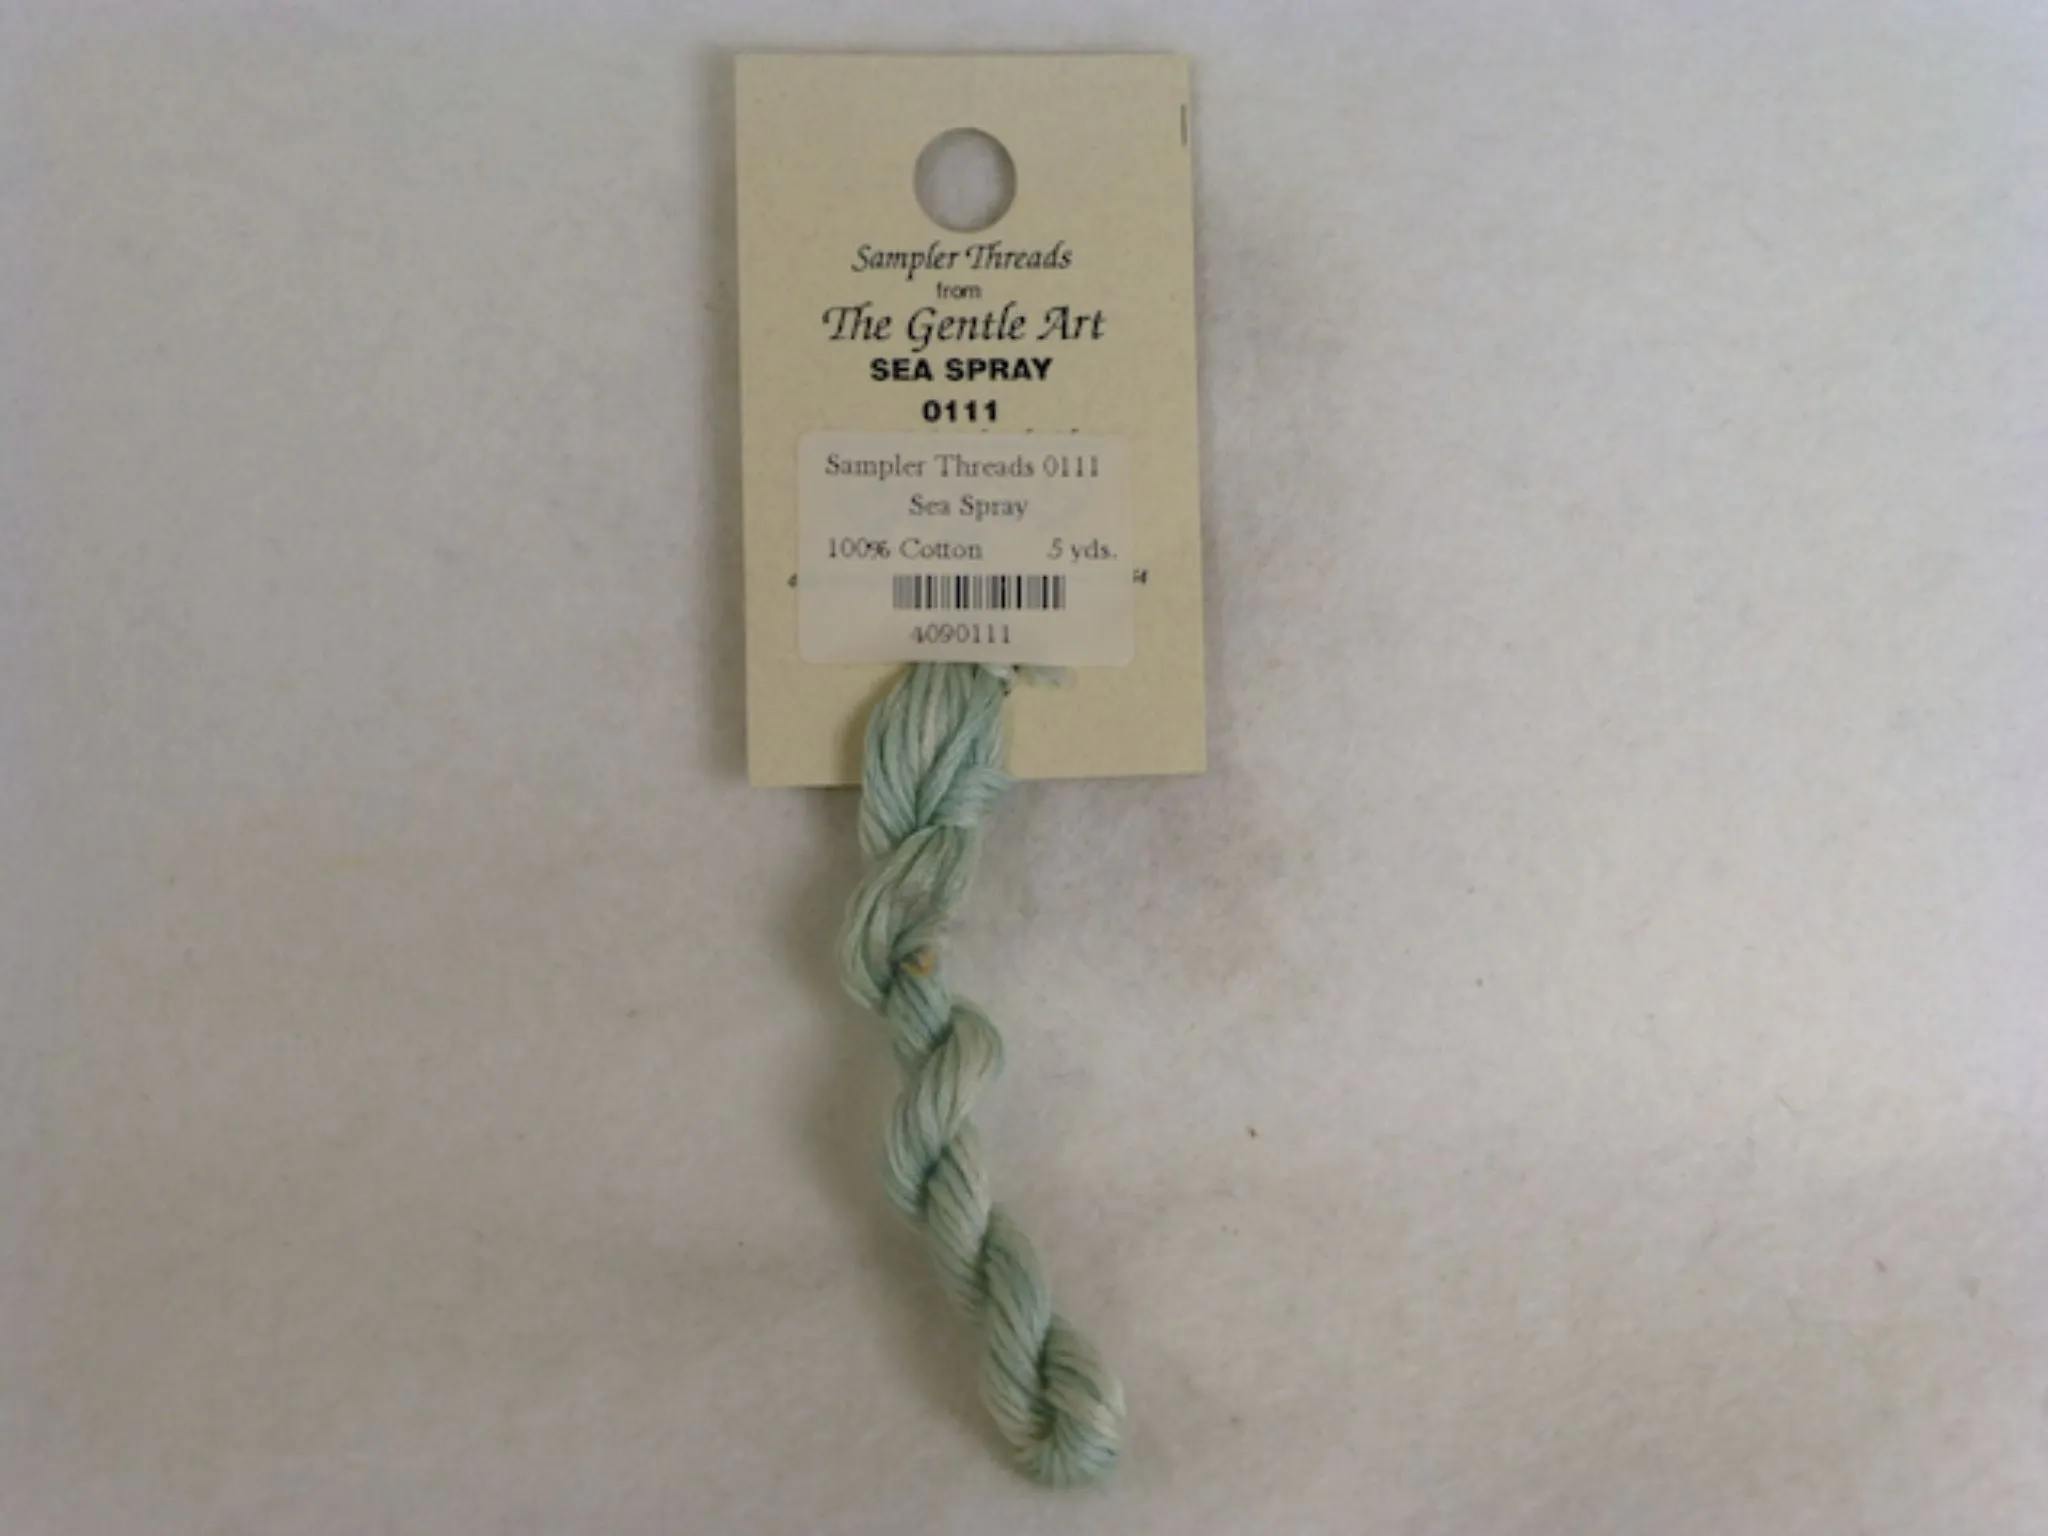 Sampler Threads
from
The Gentle Art
SEA SPRAY
0111
Sampler Threads 0111
Sea Spray
100% Cotton 5 yds.
4090111